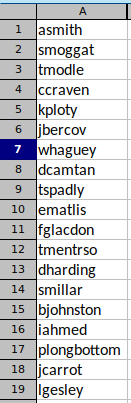 A
1 asmith
2 smoggat
3 tmodle
4 ccraven
5 kploty
6 jbercov
7 whaguey
8 dcamtan
9 tspadly
10 ematlis
11 fglacdon
12 tmentrso
13 dharding
14 smillar
15 bjohnston
16 iahmed
17 plongbottom
18 jcarrot
19 lgesley